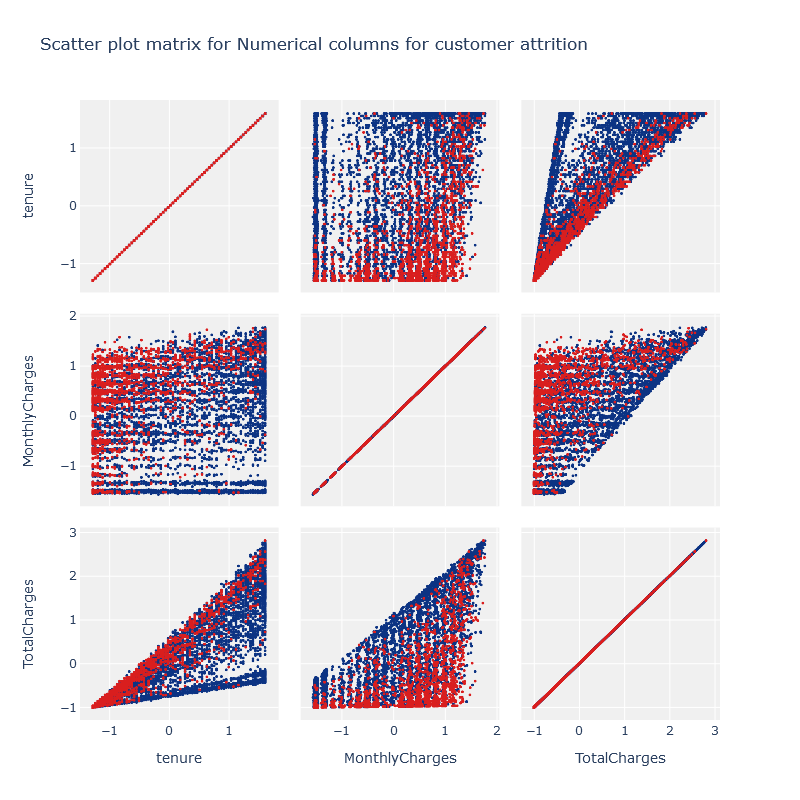 Scatter plot matrix for Numerical columns for customer attrition
tenure
1
0
−1
MonthlyCharges
2
1
0
−1
TotalCharges
3
2
1
0
−1
−1 0 1
−1 0 1 2
−1 0 1 2 3
tenure
MonthlyCharges
TotalCharges